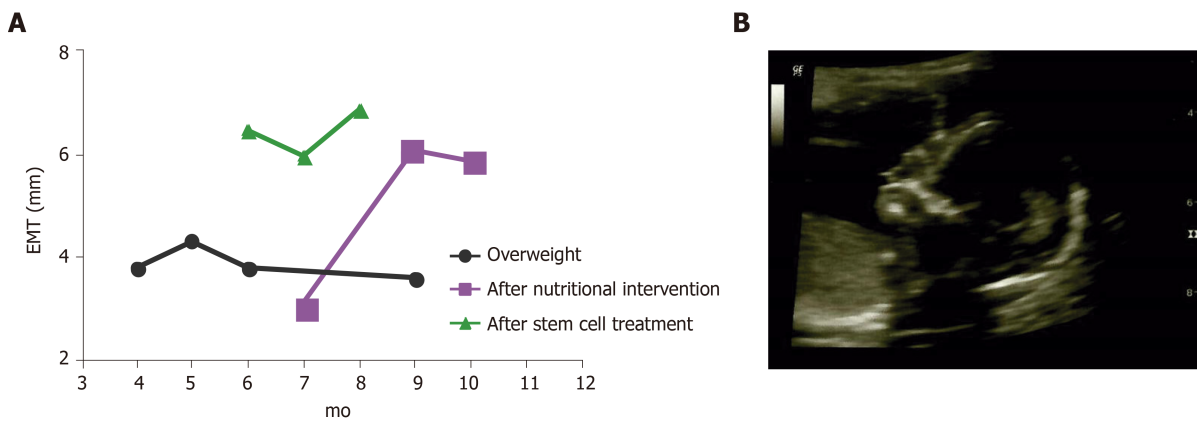 A
8
6
4
2
EMT (mm)
3 4 5 6 7 8 9 10 11 12
mo
Overweight
After nutritional intervention
After stem cell treatment
B
GE
4
6
8